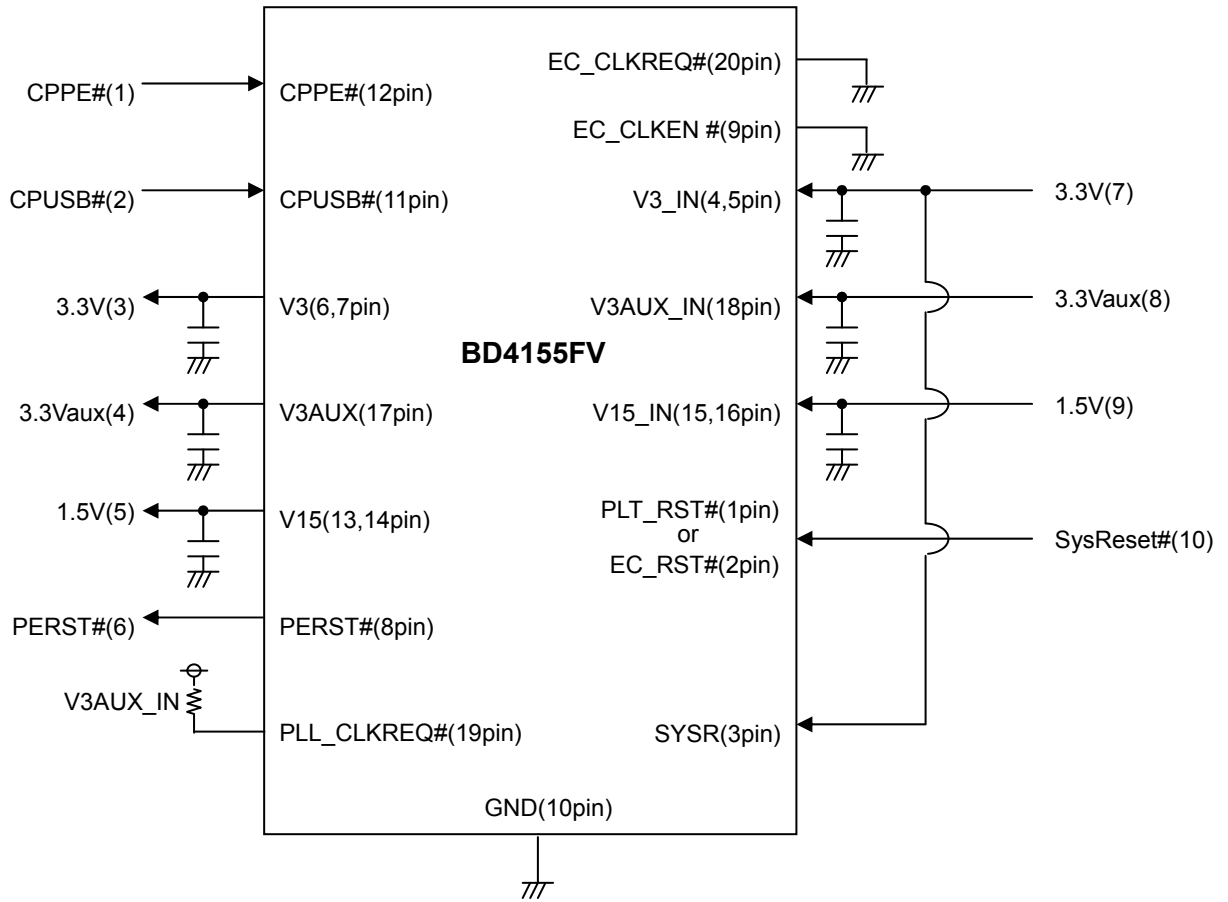 EC_CLKREQ#(20pin)
CPPE#(1)
CPPE#(12pin)
EC_CLKEN #(9pin)
CPUSB#(2)
CPUSB#(11pin)
V3_IN(4,5pin)
3.3V(7)
3.3V(3)
V3(6,7pin)
V3AUX_IN(18pin)
3.3Vaux(8)
BD4155FV
3.3Vaux(4)
V3AUX(17pin)
V15_IN(15,16pin)
1.5V(9)
1.5V(5)
V15(13,14pin)
PLT_RST#(1pin)
or
EC_RST#(2pin)
SysReset#(10)
PERST#(6)
PERST#(8pin)
V3AUX_IN
PLL_CLKREQ#(19pin)
SYSR(3pin)
GND(10pin)